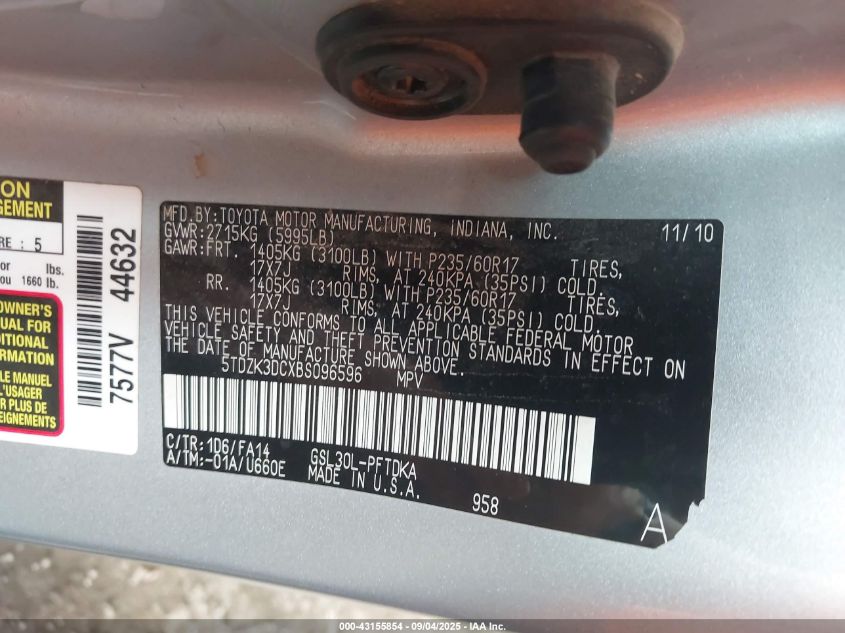 ON
GEMENT
RE : 5
or lbs.
ou 1660 lb.
OWNER'S
UAL FOR
DITIONAL
ORMATION
LE MANUEL
L'USAGER
R PLUS DE
EIGNEMENTS
7577V 44632
MFD.BY:TOYOTA MOTOR MANUFACTURING, INDIANA, INC. 11/10
GVWR:2715KG (5995LB)
GAWR:FRT. 1405KG (3100LB) WITH P235/60R17 TIRES,
17X7J RIMS, AT 240KPA (35PSI) COLD.
RR. 1405KG (3100LB) WITH P235/60R17 TIRES,
17X7J RIMS, AT 240KPA (35PSI) COLD.
THIS VEHICLE CONFORMS TO ALL APPLICABLE FEDERAL MOTOR
VEHICLE SAFETY AND THEFT PREVENTION STANDARDS IN EFFECT ON
THE DATE OF MANUFACTURE SHOWN ABOVE.
5TDZK3DCXBS096596 MPV
C/TR:1D6/FA14 GSL30L-PFTDKA
A/TM:-01A/U660E MADE IN U.S.A.
958
A
000-43155854 - 09/04/2025 - IAA Inc.